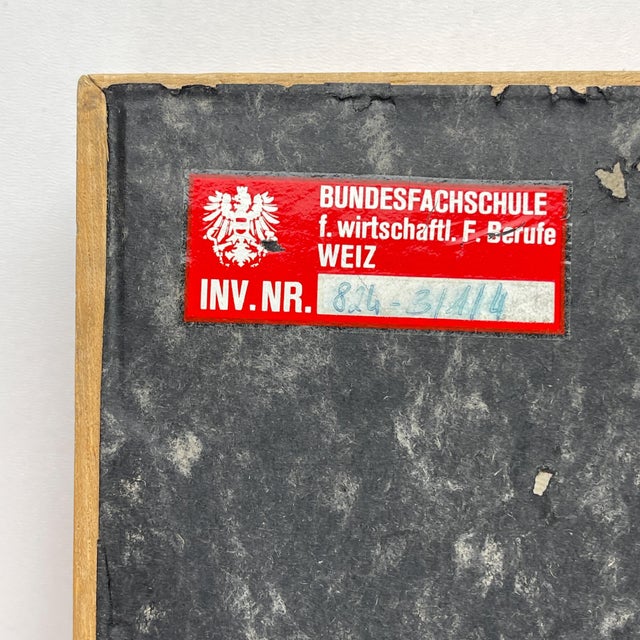 BUNDESFACHSCHULE
f. wirtschaftl. F. Berufe
WEIZ
INV. NR. 824-3/1/4